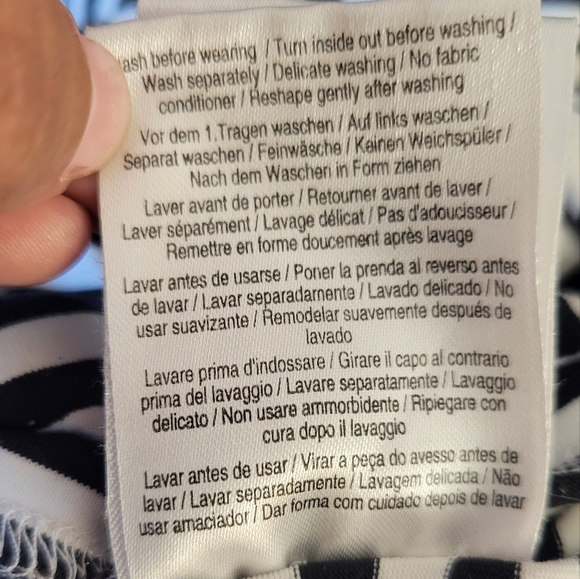 ash before wearing / Turn inside out before washing /
Wash separately / Delicate washing / No fabric
conditioner / Reshape gently after washing
Vor dem 1.Tragen waschen / Auf links waschen /
Separat waschen / Feinwäsche / Keinen Weichspüler /
Nach dem Waschen in Form ziehen
Laver avant de porter / Retourner avant de laver /
Laver séparément / Lavage délicat / Pas d'adoucisseur /
Remettre en forme doucement après lavage
Lavar antes de usarse / Poner la prenda al reverso antes
de lavar / Lavar separadamente / Lavado delicado / No
usar suavizante / Remodelar suavemente después de
lavado
Lavare prima d'indossare / Girare il capo al contrario
prima del lavaggio / Lavare separatamente / Lavaggio
delicato / Non usare ammorbidente / Ripiegare con
cura dopo il lavaggio
Lavar antes de usar / Virar a peça do avesso antes de
lavar / Lavar separadamente / Lavagem delicada / Não
usar amaciador / Dar forma com cuidado depois de lavar